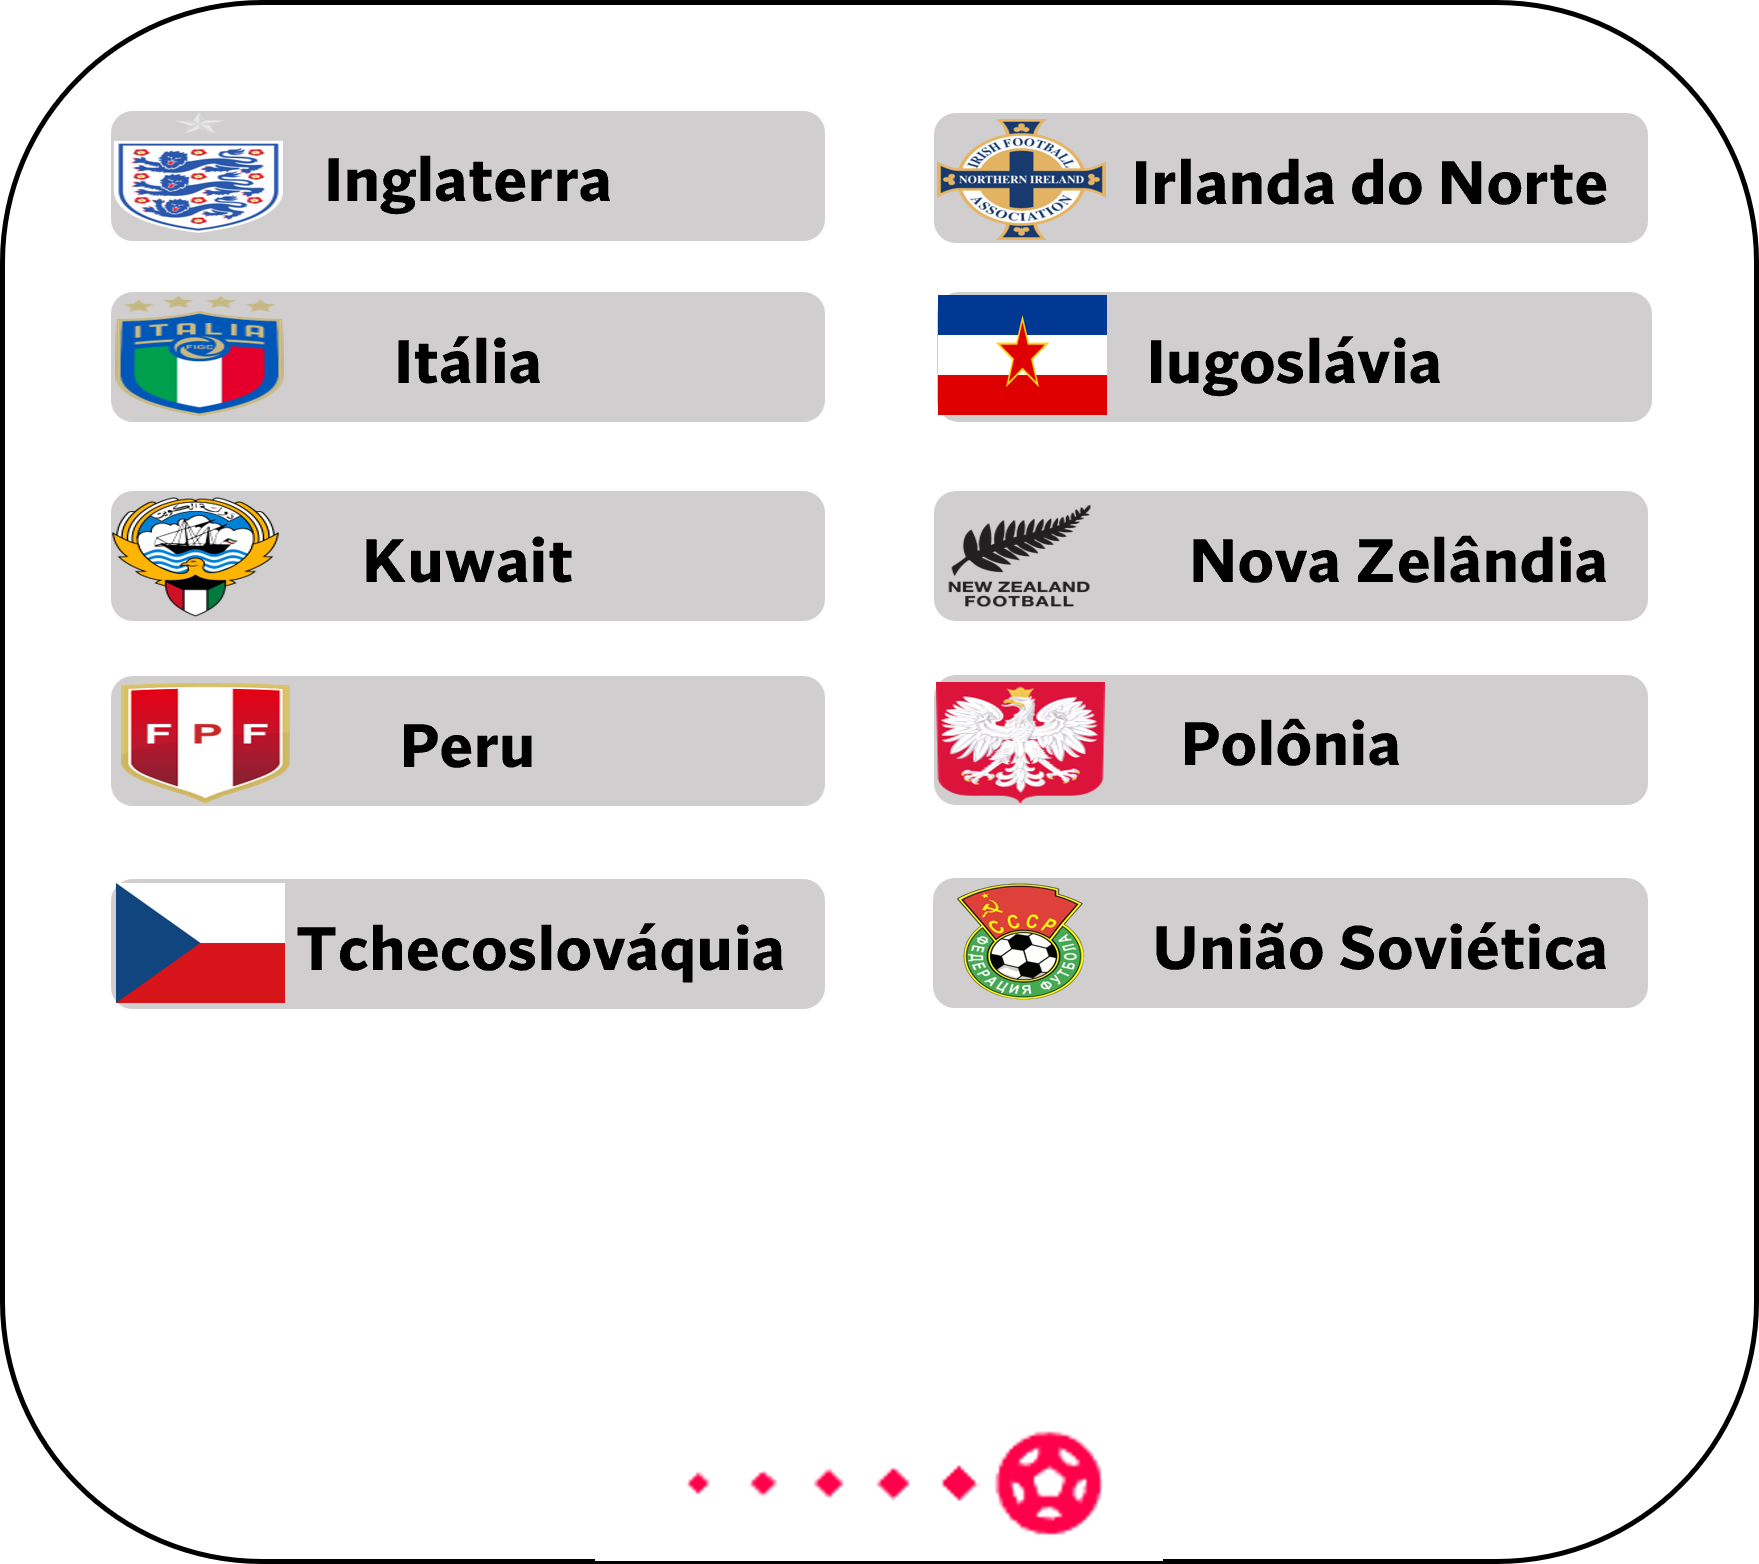 Inglaterra
IRISH FOOTBALL
NORTHERN IRELAND
ASSOCIATION
Irlanda do Norte
ITALIA
FIGC
Itália
Iugoslávia
Kuwait
NEW ZEALAND
FOOTBALL
Nova Zelândia
F P F
Peru
Polônia
Tchecoslováquia
СССР
ФЕДЕРАЦИЯ ФУТБОЛА
União Soviética